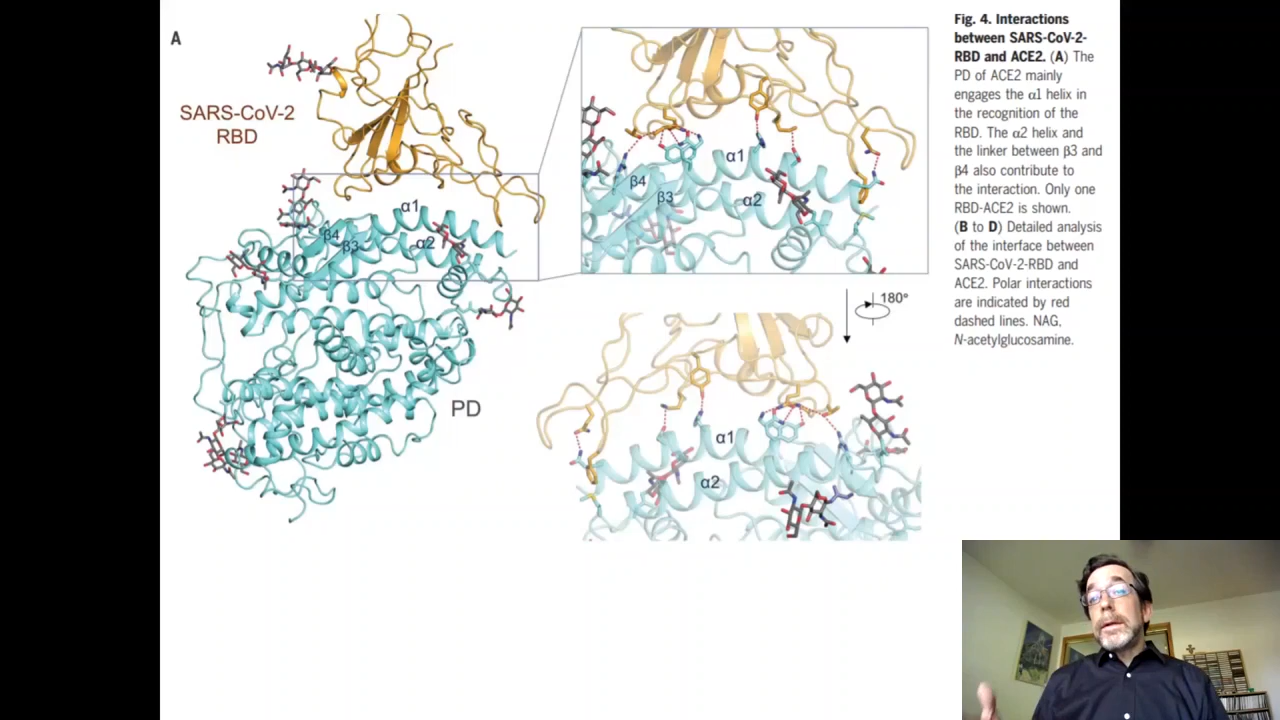 A
SARS-CoV-2
RBD
α1
β4
β3
α2
PD
α1
β4
β3
α2
180°
α1
α2
Fig. 4. Interactions
between SARS-CoV-2-
RBD and ACE2. (A) The
PD of ACE2 mainly
engages the α1 helix in
the recognition of the
RBD. The α2 helix and
the linker between β3 and
β4 also contribute to
the interaction. Only one
RBD-ACE2 is shown.
(B to D) Detailed analysis
of the interface between
SARS-CoV-2-RBD and
ACE2. Polar interactions
are indicated by red
dashed lines. NAG,
N-acetylglucosamine.